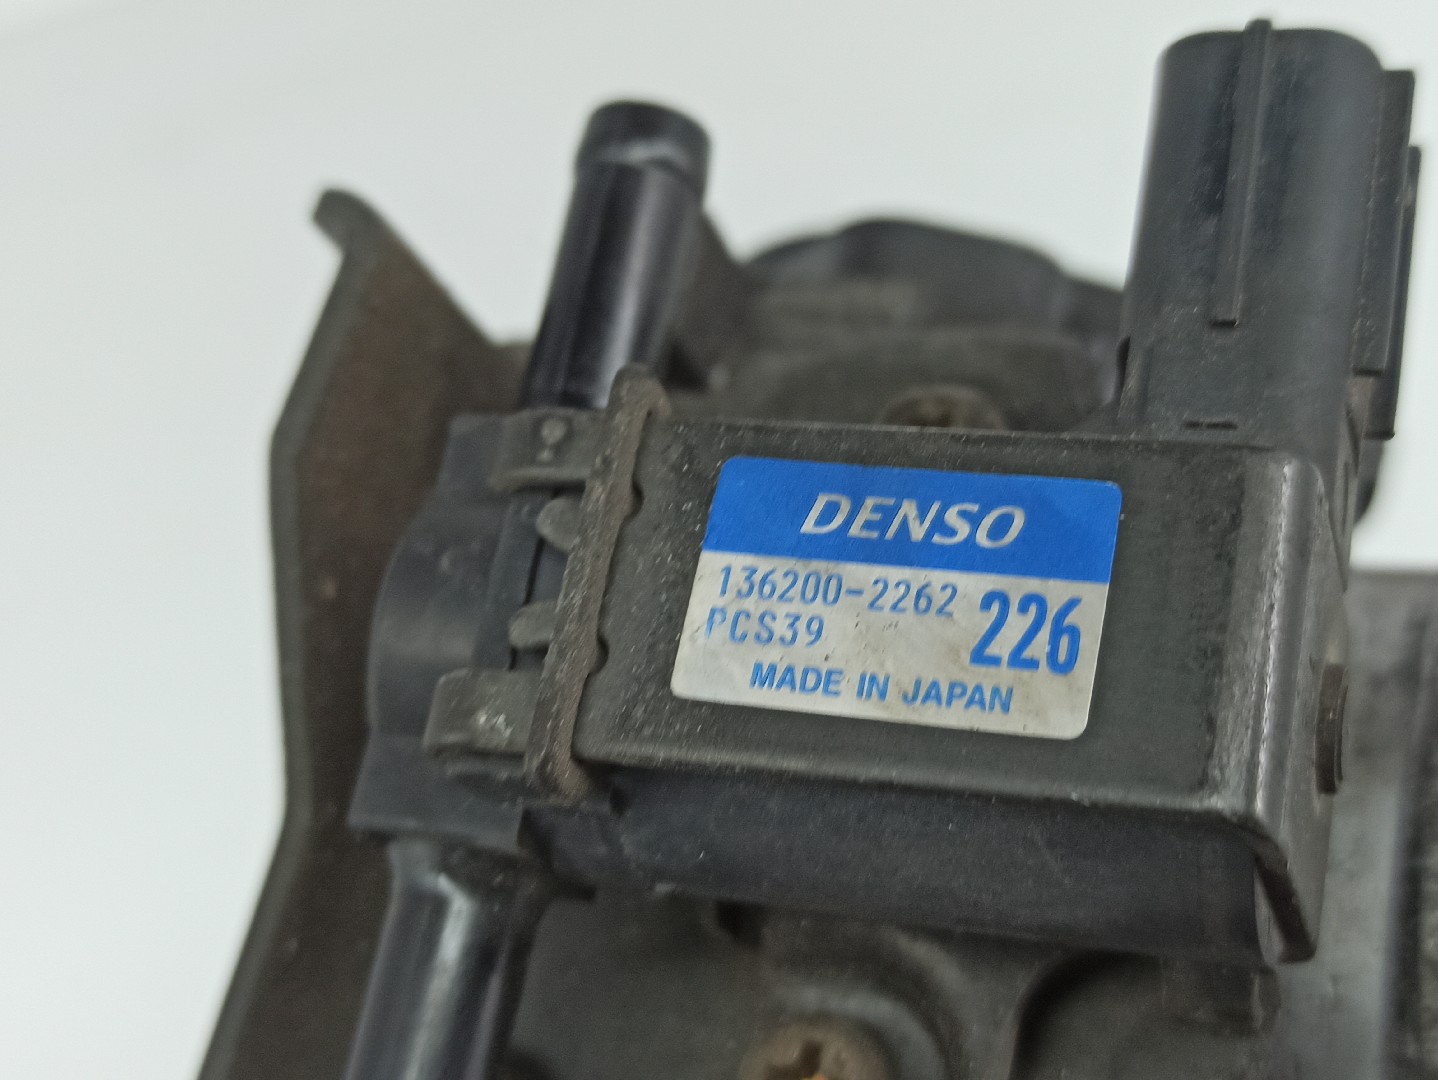 DENSO
136200-2262
PCS39
226
MADE IN JAPAN